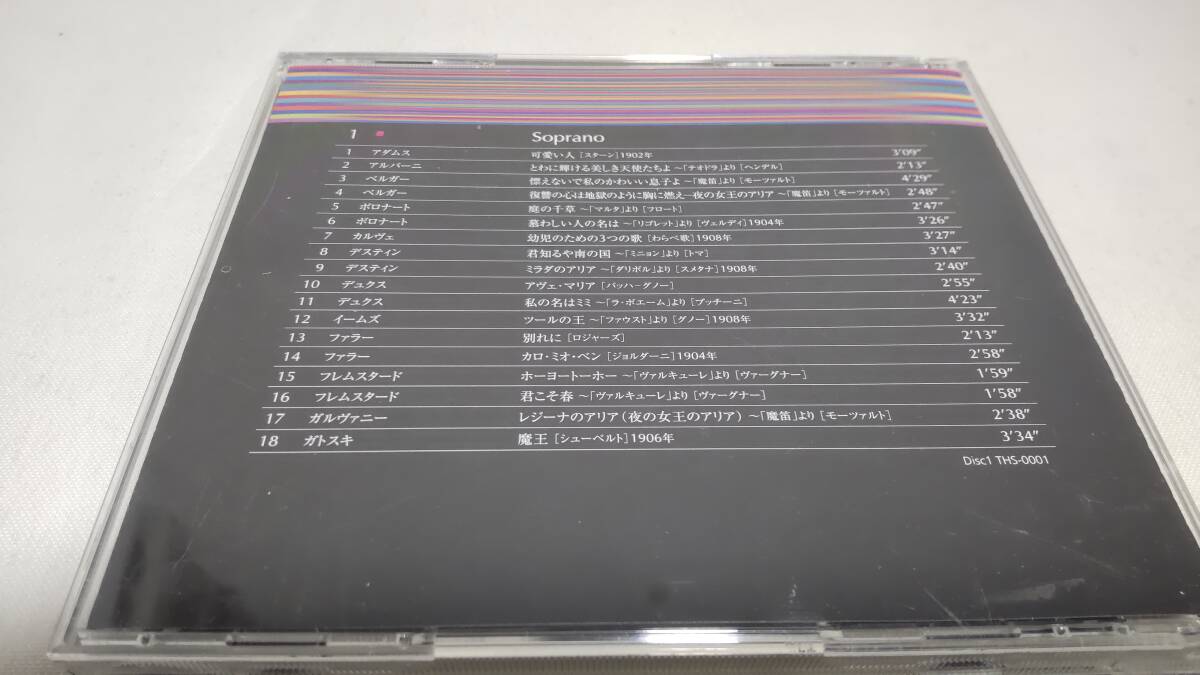 1 Soprano
1 アダムス 可愛い人 [スターン] 1902年 3'09"
2 アルバーニ とわに輝ける美しき天使たちよ ～「テオドラ」より [ヘンデル] 2'13"
3 ベルガー 慄えないで私のかわいい息子よ ～「魔笛」より [モーツァルト] 4'29"
4 ベルガー 復讐の心は地獄のように胸に燃え―夜の女王のアリア ～「魔笛」より [モーツァルト] 2'48"
5 ボロナート 庭の千草 ～「マルタ」より [フロート] 2'47"
6 ボロナート 慕わしい人の名は ～「リゴレット」より [ヴェルディ] 1904年 3'26"
7 カルヴェ 幼児のための3つの歌 [わらべ歌] 1908年 3'27"
8 デスティン 君知るや南の国 ～「ミニョン」より [トマ] 3'14"
9 デスティン ミラダのアリア ～「ダリボル」より [スメタナ] 1908年 2'40"
10 デュクス アヴェ・マリア [バッハ―グノー] 2'55"
11 デュクス 私の名はミミ ～「ラ・ボエーム」より [プッチーニ] 4'23"
12 イームズ ツールの王 ～「ファウスト」より [グノー] 1908年 3'32"
13 ファラー 別れに [ロジャーズ] 2'13"
14 ファラー カロ・ミオ・ベン [ジョルダーニ] 1904年 2'58"
15 フレムスタード ホーヨートーホー ～「ヴァルキューレ」より [ヴァーグナー] 1'59"
16 フレムスタード 君こそ春 ～「ヴァルキューレ」より [ヴァーグナー] 1'58"
17 ガルヴァニー レジーナのアリア (夜の女王のアリア) ～「魔笛」より [モーツァルト] 2'38"
18 ガトスキ 魔王 [シューベルト] 1906年 3'34"
Disc1 THS-0001